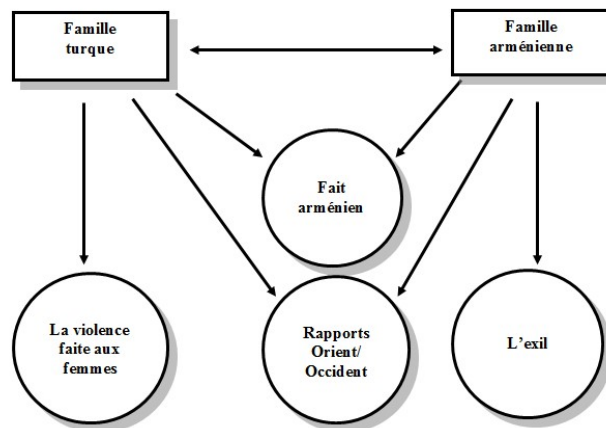 Famille
turque
Famille
arménienne
Fait
arménien
La violence
faite aux
femmes
Rapports
Orient/
Occident
L'exil